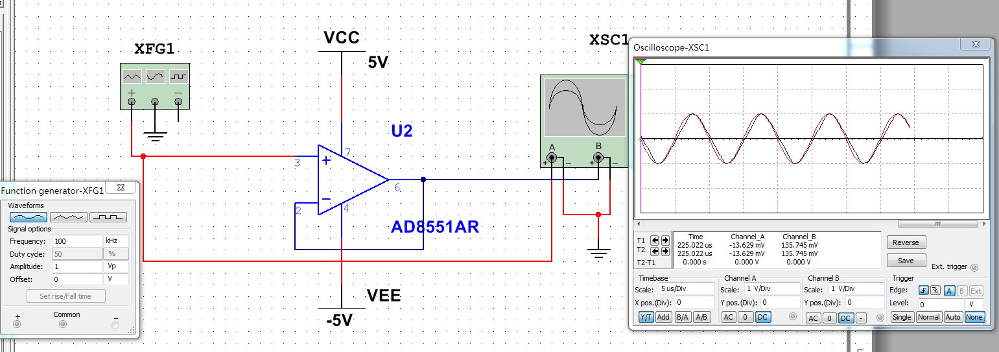 VCC
5V
XFG1
+
−
XSC1
U2
3
+
7
2
−
4
6
AD8551AR
A
B
+
−
+
−
VEE
-5V
Function generator-XFG1
Waveforms
Signal options
Frequency: 100 kHz
Duty cycle: 50 %
Amplitude: 1 Vp
Offset: 0 V
Set rise/Fall time
+
Common
−
Oscilloscope-XSC1
Time Channel_A Channel_B
T1 225.022 us -13.629 mV 135.745 mV
T2 225.022 us -13.629 mV 135.745 mV
T2-T1 0.000 s 0.000 V 0.000 V
Reverse
Save
Ext. trigger
Timebase
Scale: 5 us/Div
X pos.(Div): 0
Y/T Add B/A A/B
Channel A
Scale: 1 V/Div
Y pos.(Div): 0
AC 0 DC
Channel B
Scale: 1 V/Div
Y pos.(Div): 0
AC 0 DC -
Trigger
Edge: A B Ext
Level: 0 V
Single Normal Auto None